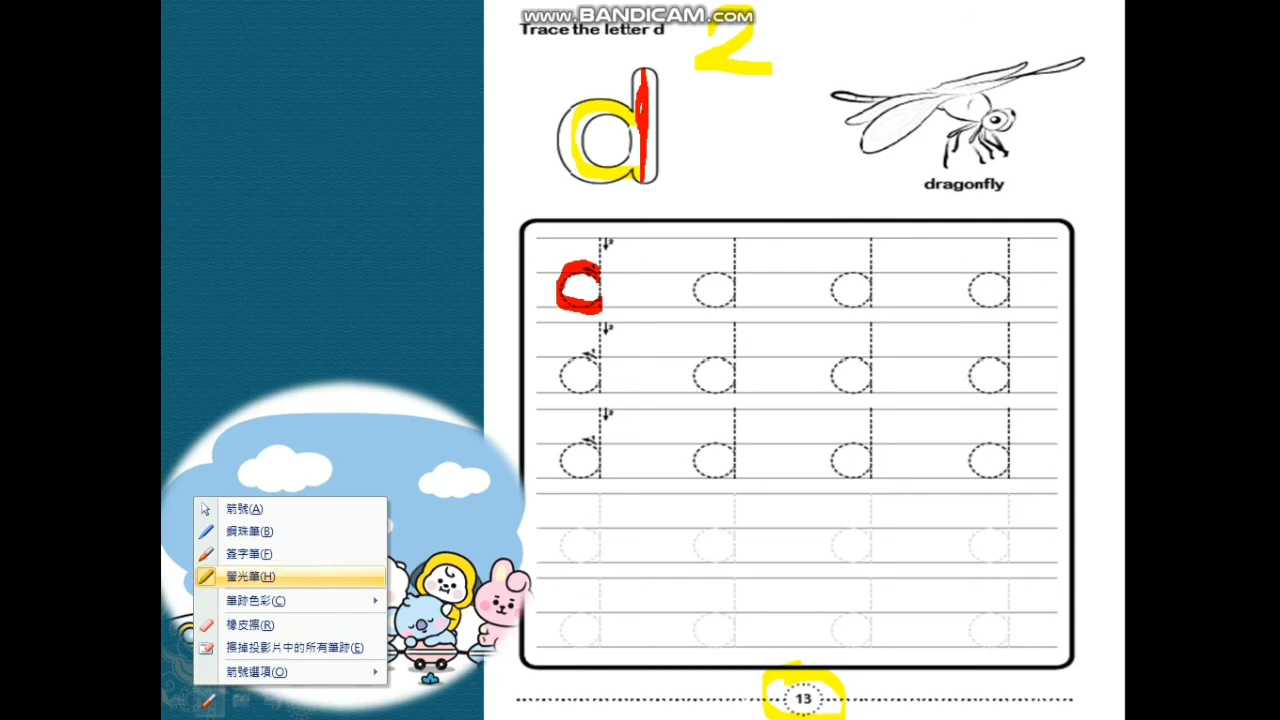 www.BANDICAM.com
Trace the letter d
2
d
dragonfly
箭號(A)
鋼珠筆(B)
簽字筆(F)
螢光筆(H)
筆跡色彩(C)
橡皮擦(R)
擦掉投影片中的所有筆跡(E)
箭號選項(O)
d d d d
d d d d
d d d d
d d d d
d d d d
13